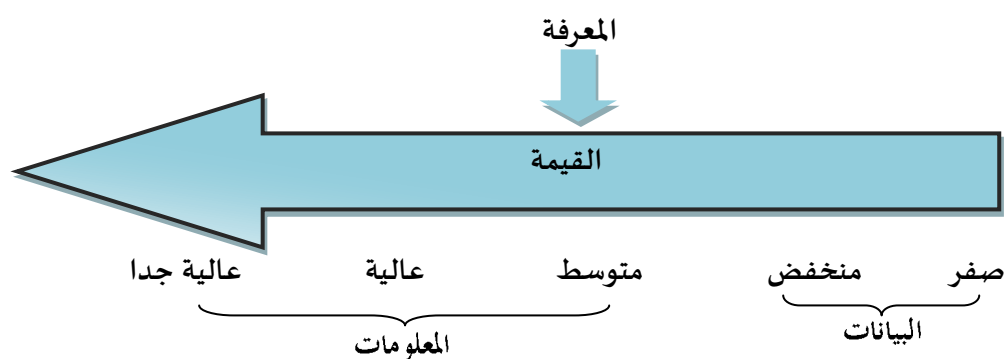 المعرفة
القيمة
صفر منخفض متوسط عالية عالية جدا
البيانات
المعلومات